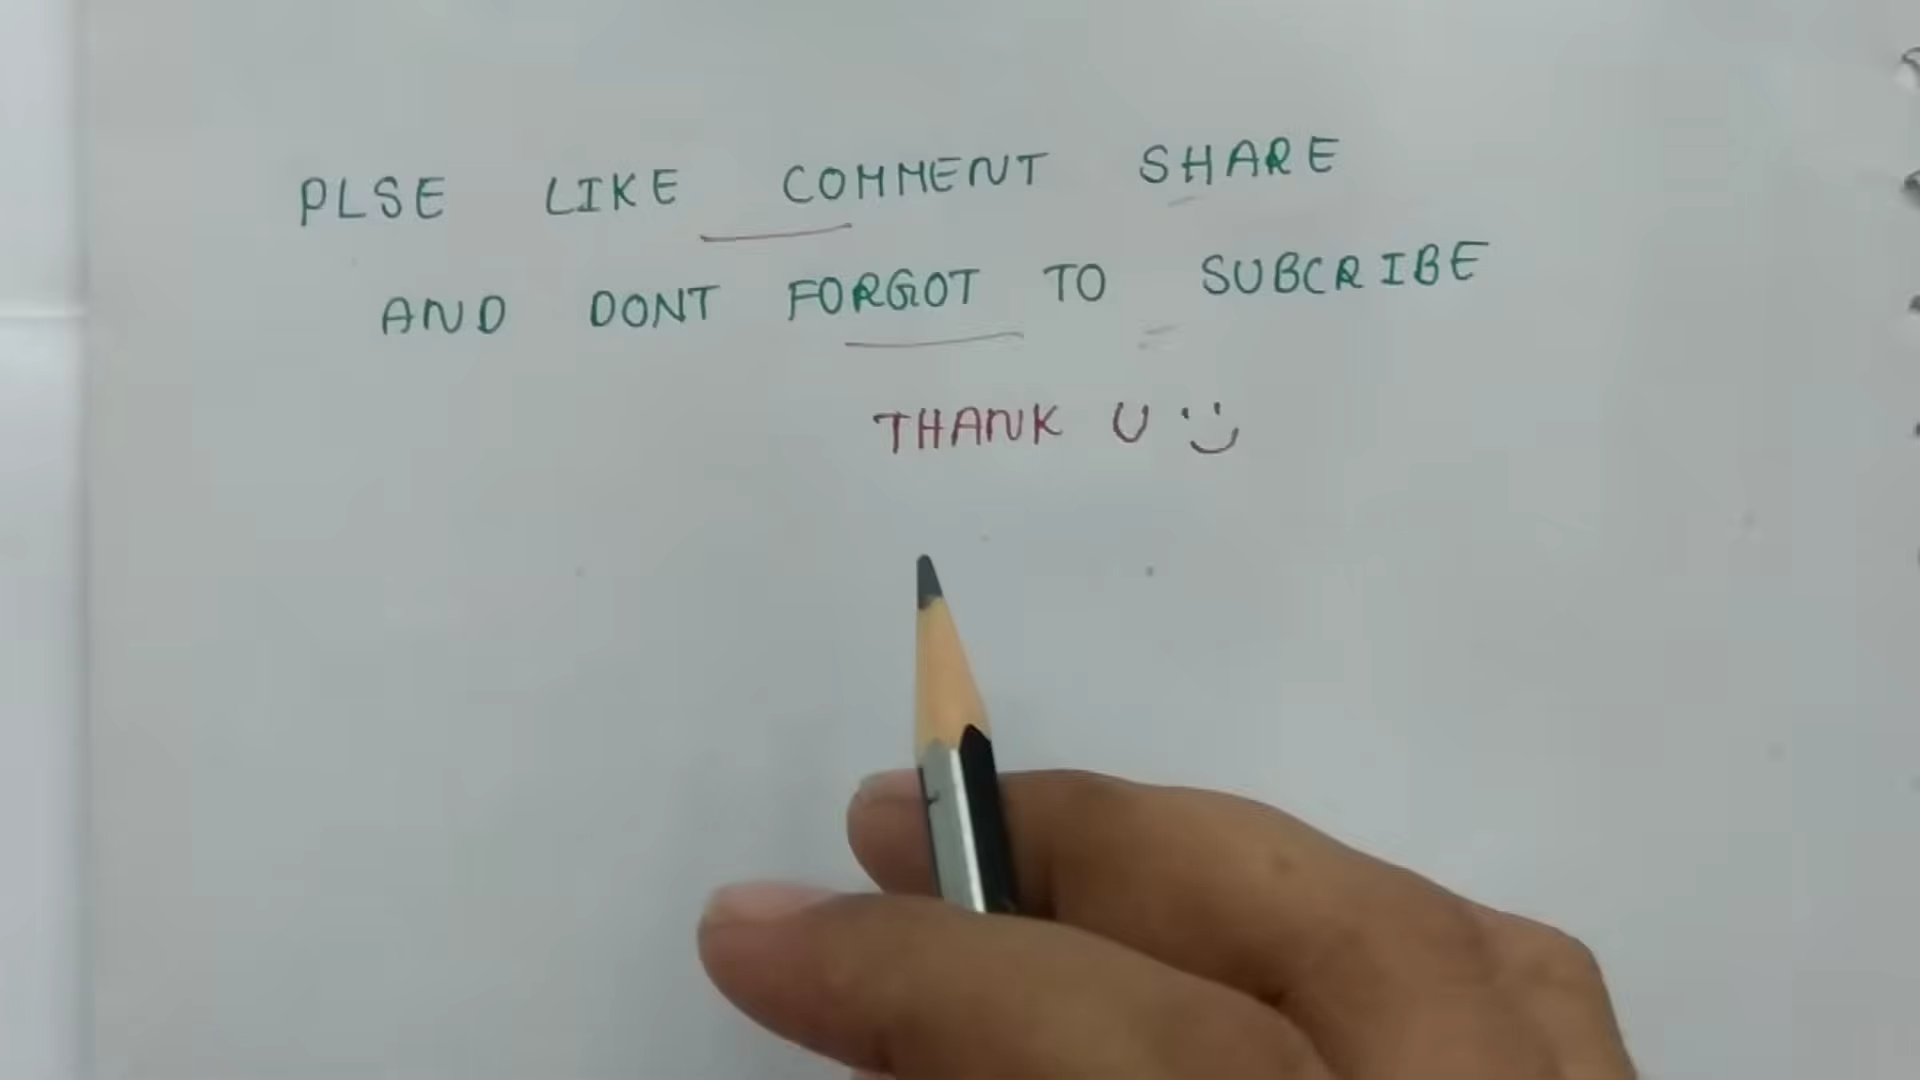 PLSE LIKE COMMENT SHARE
AND DONT FORGOT TO SUBCRIBE
THANK U :)